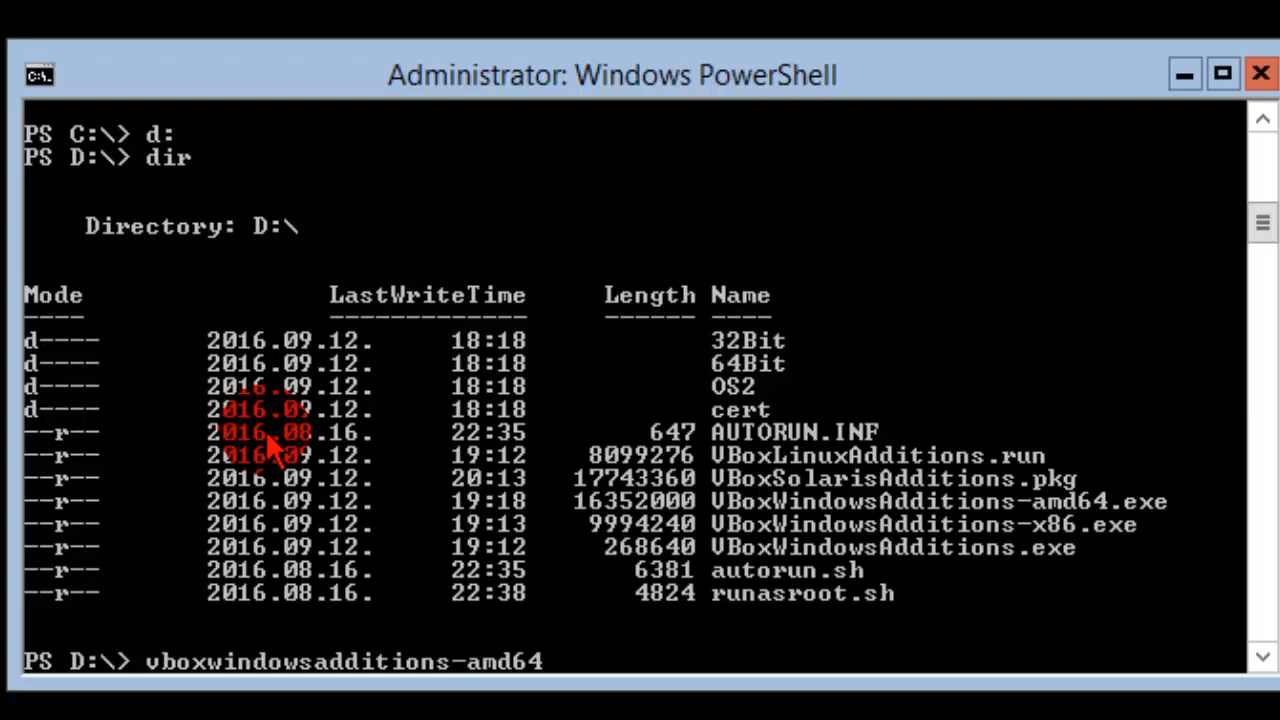 Administrator: Windows PowerShell
PS C:\> d:
PS D:\> dir
Directory: D:\
Mode LastWriteTime Length Name
---- ------------- ------ ----
d---- 2016.09.12. 18:18 32Bit
d---- 2016.09.12. 18:18 64Bit
d---- 2016.09.12. 18:18 OS2
d---- 2016.09.12. 18:18 cert
--r-- 2016.08.16. 22:35 647 AUTORUN.INF
--r-- 2016.09.12. 19:12 8099276 VBoxLinuxAdditions.run
--r-- 2016.09.12. 20:13 17743360 VBoxSolarisAdditions.pkg
--r-- 2016.09.12. 19:18 16352000 VBoxWindowsAdditions-amd64.exe
--r-- 2016.09.12. 19:13 9994240 VBoxWindowsAdditions-x86.exe
--r-- 2016.09.12. 19:12 268640 VBoxWindowsAdditions.exe
--r-- 2016.08.16. 22:35 6381 autorun.sh
--r-- 2016.08.16. 22:38 4824 runasroot.sh
PS D:\> vboxwindowsadditions-amd64